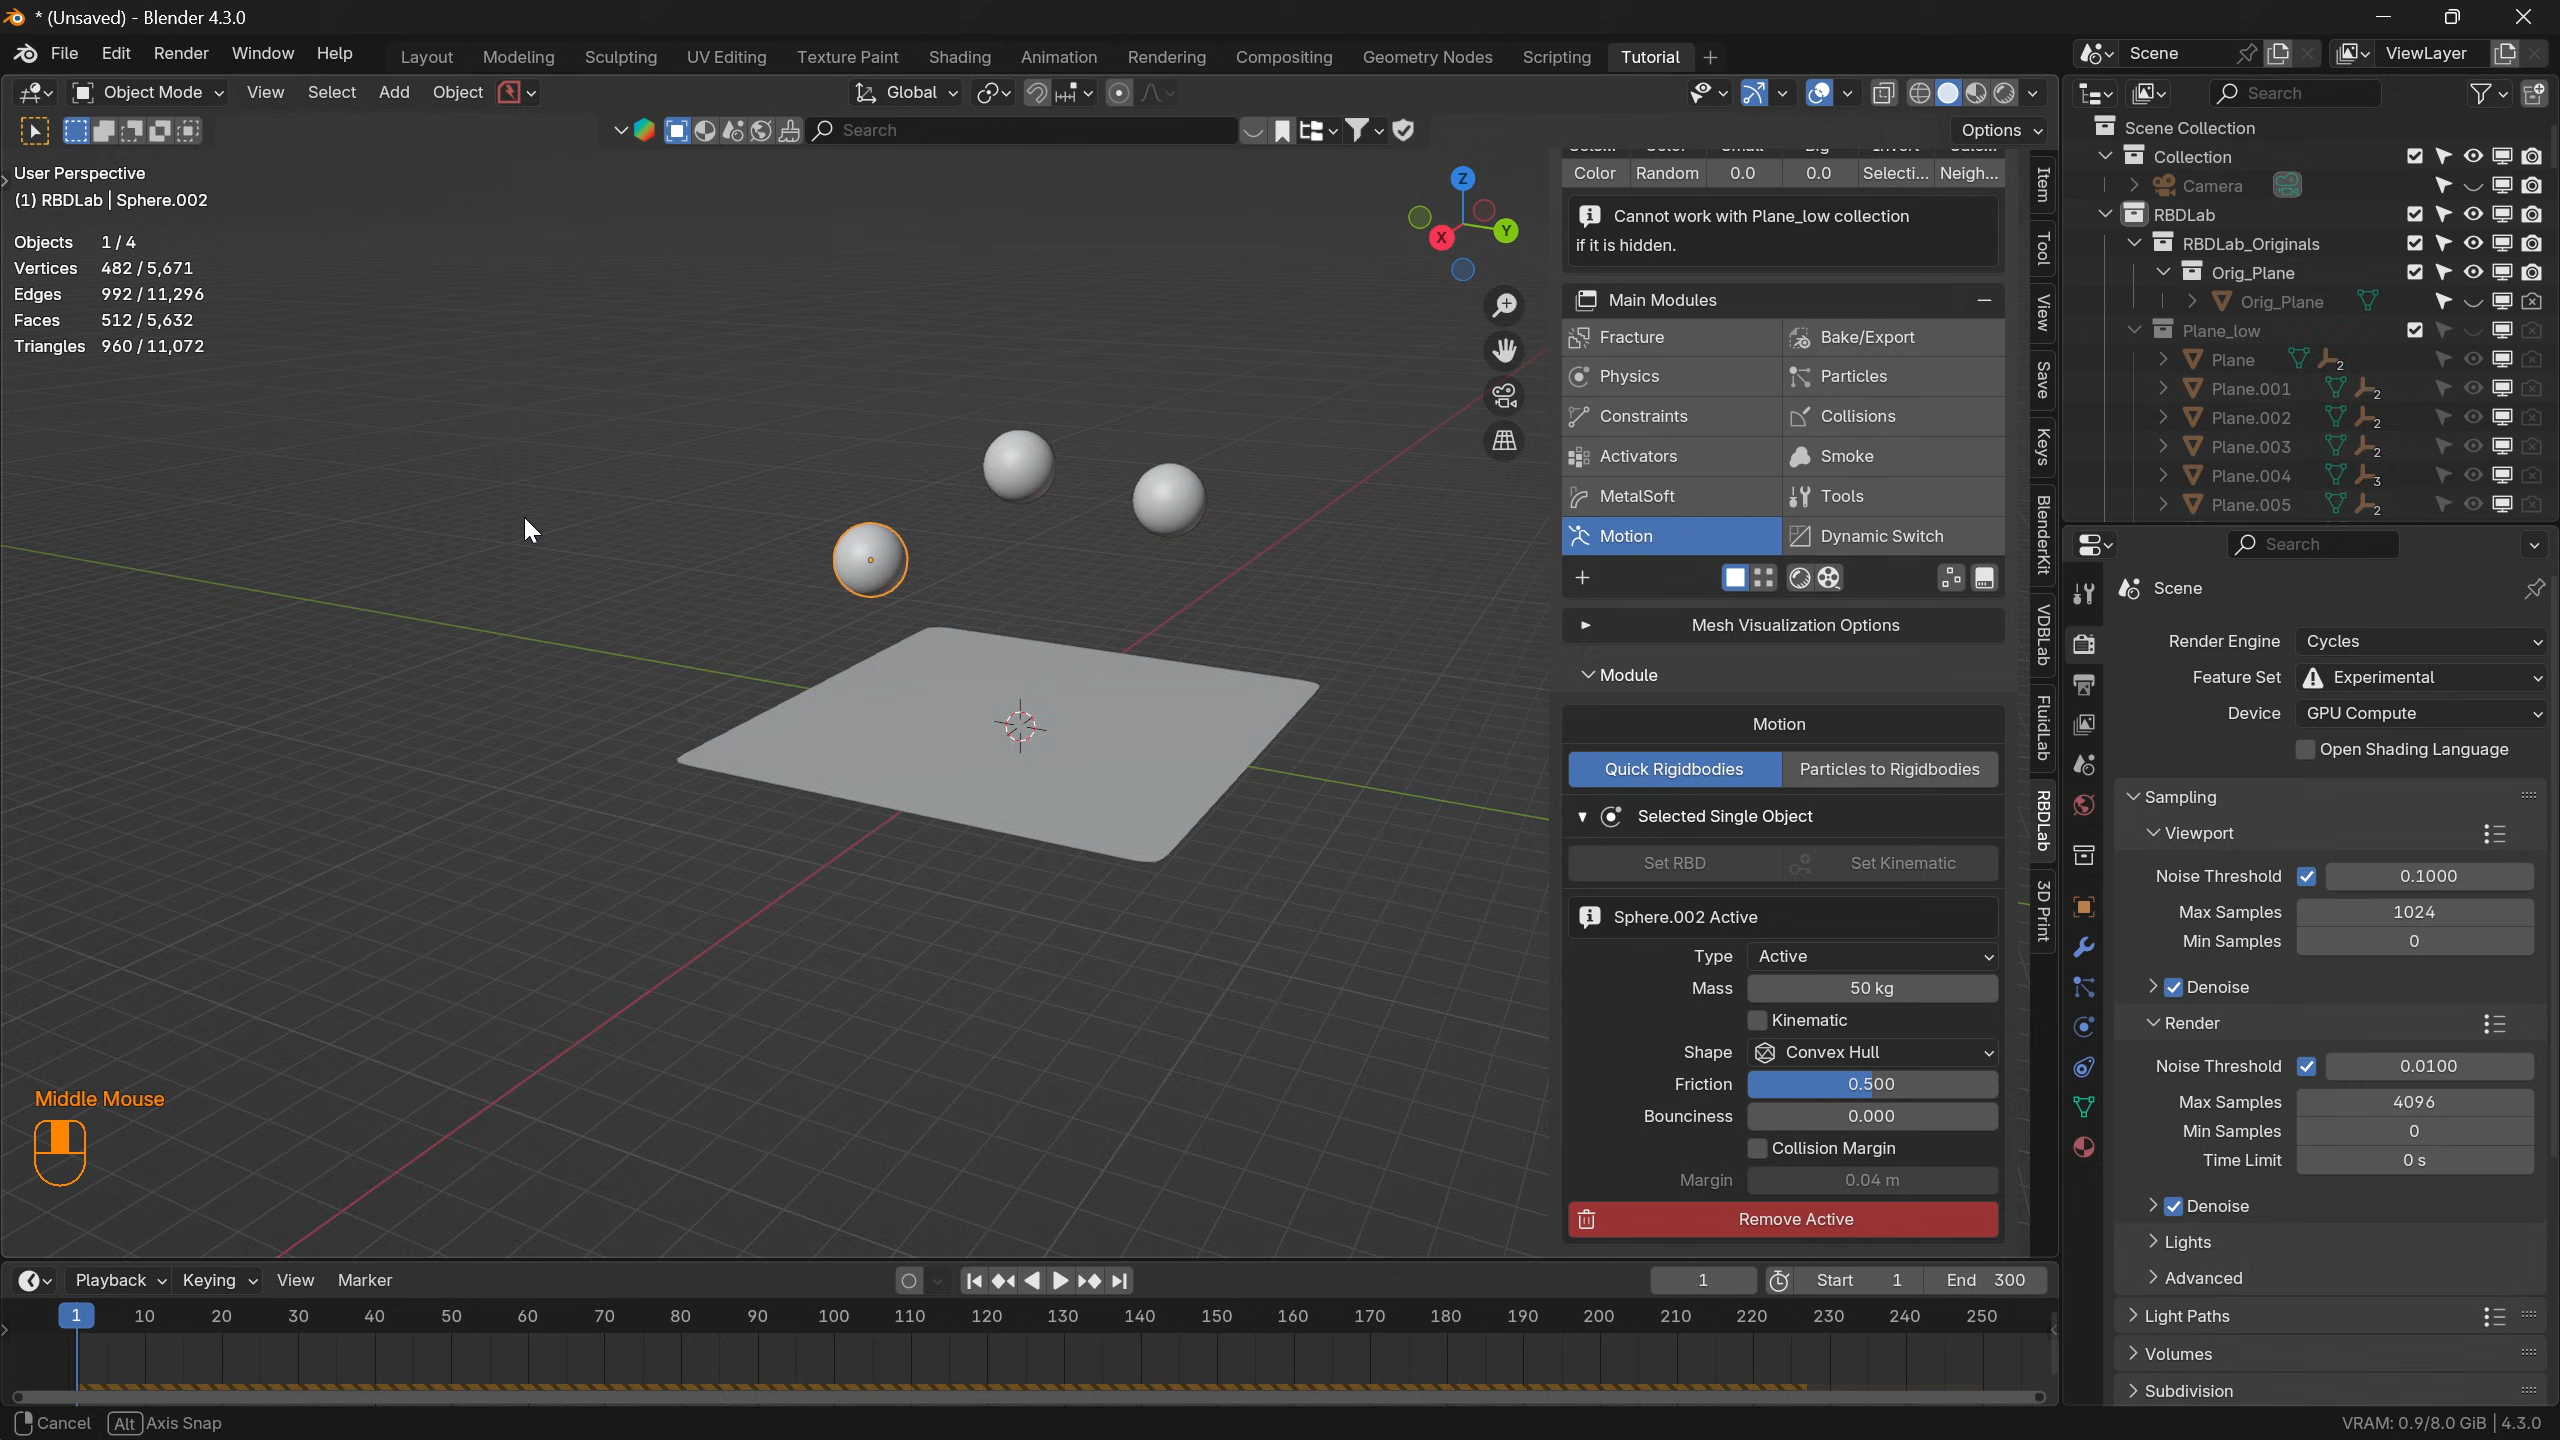 * (Unsaved) - Blender 4.3.0
File Edit Render Window Help
Layout Modeling Sculpting UV Editing Texture Paint Shading Animation Rendering Compositing Geometry Nodes Scripting Tutorial +
Scene
ViewLayer
Object Mode View Select Add Object
Global
Search
Search
Options
User Perspective
(1) RBDLab | Sphere.002
Objects 1 / 4
Vertices 482 / 5,671
Edges 992 / 11,296
Faces 512 / 5,632
Triangles 960 / 11,072
Z
Y
X
Color Random 0.0 0.0 Selecti... Neigh...
Cannot work with Plane_low collection
if it is hidden.
Main Modules
Fracture Bake/Export
Physics Particles
Constraints Collisions
Activators Smoke
MetalSoft Tools
Motion Dynamic Switch
Mesh Visualization Options
Module
Motion
Quick Rigidbodies Particles to Rigidbodies
Selected Single Object
Set RBD Set Kinematic
Sphere.002 Active
Type Active
Mass 50 kg
Kinematic
Shape Convex Hull
Friction 0.500
Bounciness 0.000
Collision Margin
Margin 0.04 m
Remove Active
Item
Tool
View
Save
Keys
BlenderKit
VDBLab
FluidLab
RBDLab
3D Print
Scene Collection
Collection
Camera
RBDLab
RBDLab_Originals
Orig_Plane
Orig_Plane
Plane_low
Plane 2
Plane.001 2
Plane.002 2
Plane.003 2
Plane.004 3
Plane.005 2
Search
Scene
Render Engine Cycles
Feature Set Experimental
Device GPU Compute
Open Shading Language
Sampling
Viewport
Noise Threshold 0.1000
Max Samples 1024
Min Samples 0
Denoise
Render
Noise Threshold 0.0100
Max Samples 4096
Min Samples 0
Time Limit 0 s
Denoise
Lights
Advanced
Light Paths
Volumes
Subdivision
Middle Mouse
Playback Keying View Marker
1 Start 1 End 300
1 10 20 30 40 50 60 70 80 90 100 110 120 130 140 150 160 170 180 190 200 210 220 230 240 250
Cancel Alt Axis Snap
VRAM: 0.9/8.0 GiB | 4.3.0